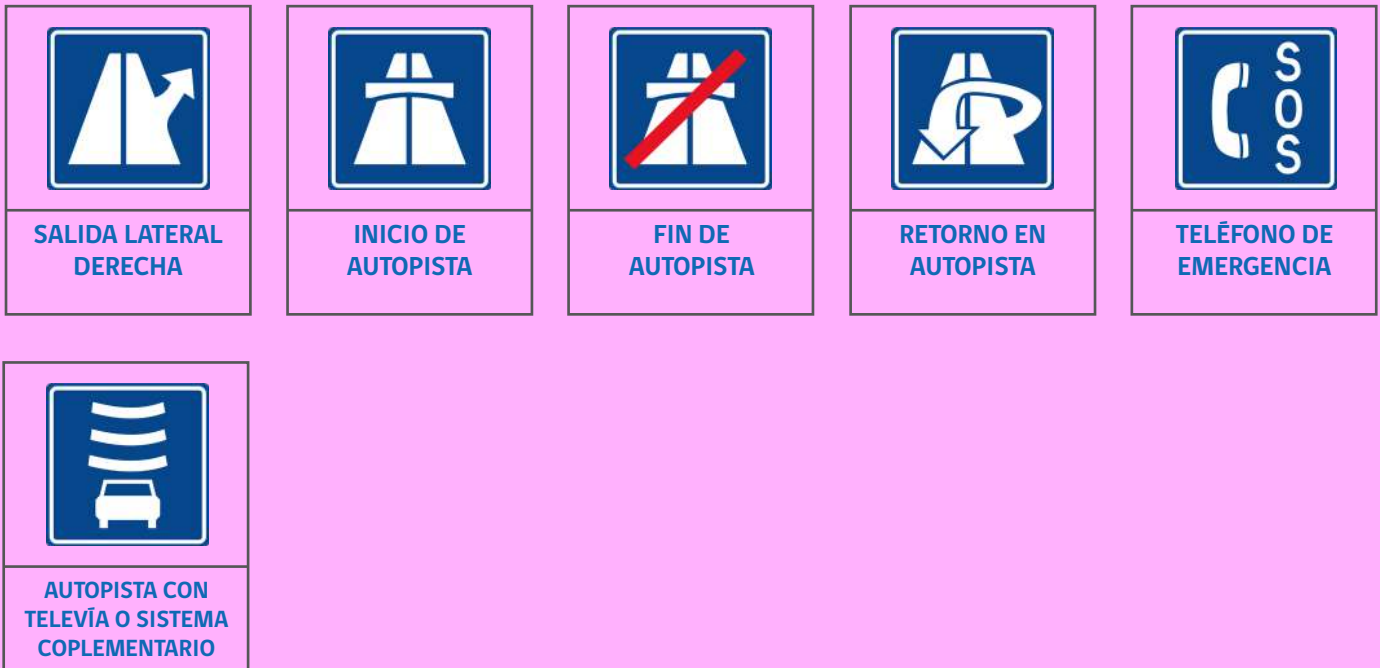 SALIDA LATERAL
DERECHA
INICIO DE
AUTOPISTA
FIN DE
AUTOPISTA
RETORNO EN
AUTOPISTA
S
O
S
TELÉFONO DE
EMERGENCIA
AUTOPISTA CON
TELEVÍA O SISTEMA
COPLEMENTARIO